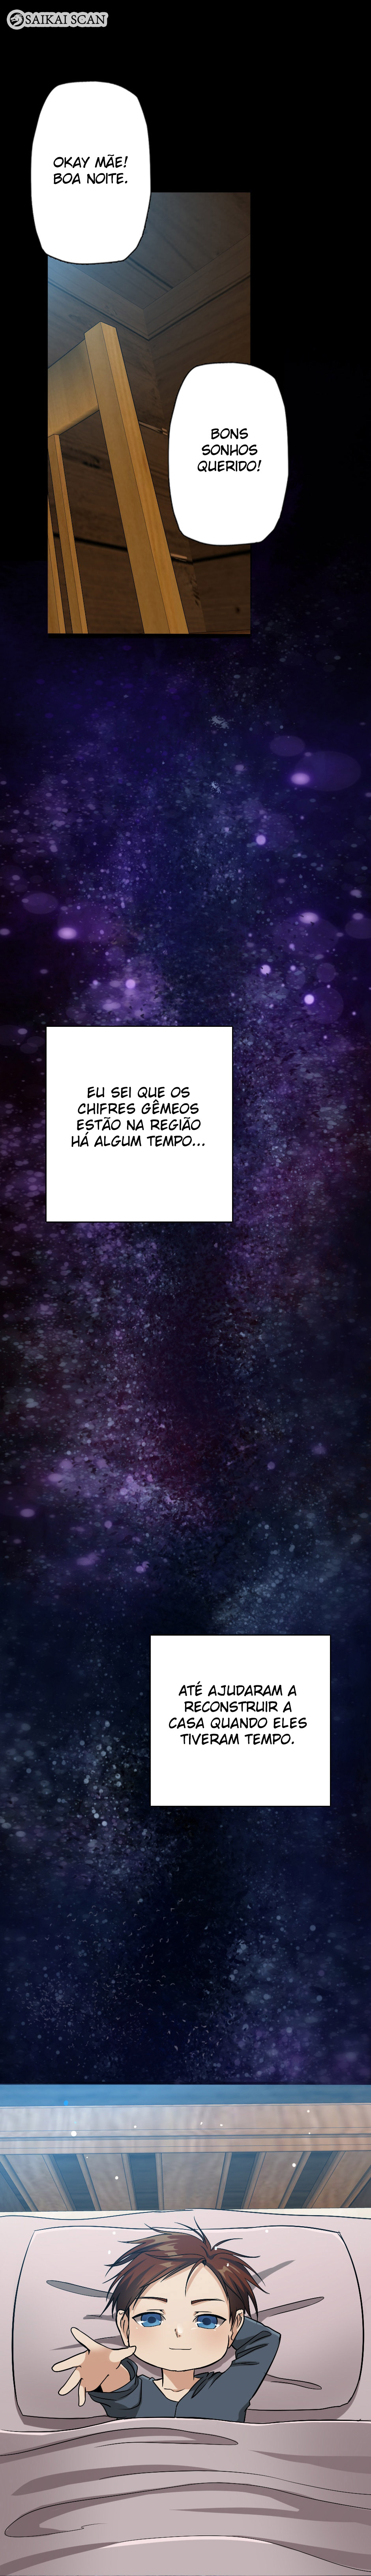 SAIKAI SCAN
OKAY MÃE!
BOA NOITE.
BONS
SONHOS
QUERIDO!
EU SEI QUE OS
CHIFRES GÊMEOS
ESTÃO NA REGIÃO
HÁ ALGUM TEMPO...
ATÉ AJUDARAM A
RECONSTRUIR A
CASA QUANDO ELES
TIVERAM TEMPO.